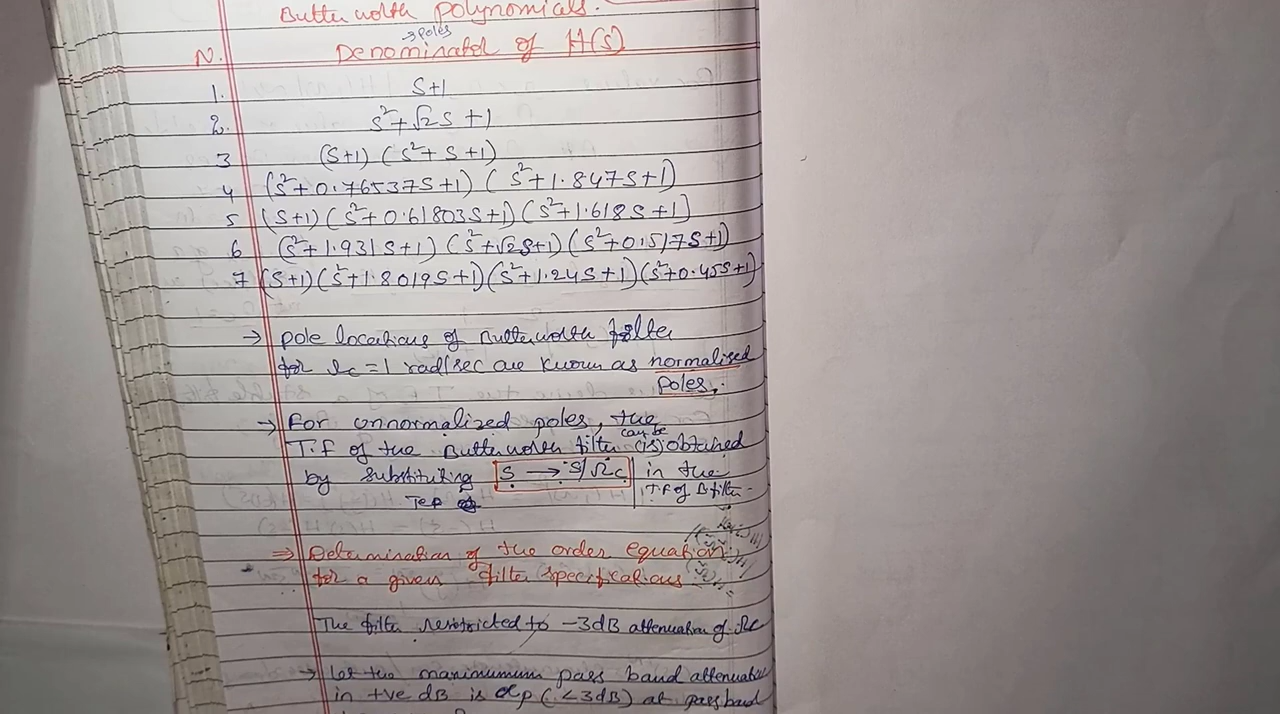 Butterworth polynomials.
→poles
N. Denominator of H(s)
1. S+1
2. S²+√2S+1
3 (S+1) (S²+S+1)
4 (S²+0.76537S+1) (S²+1.847S+1)
5 (S+1) (S²+0.61803S+1) (S²+1.618S+1)
6 (S²+1.931S+1) (S²+√2S+1) (S²+0.517S+1)
7 (S+1) (S²+1.8019S+1) (S²+1.24S+1) (S²+0.45S+1)
→ pole locations of Butterworth filter
for Ωc=1 rad/sec are known as normalised
poles.
→ For unnormalized poles, the
can be
T.F of the Butterworth filter (is) obtained
by substituting S → S/Ωc in the
T.F of B filter.
⇒ Determination of the order equation
for a given filter specifications
The filter restricted to -3dB attenuation of Ωc
→ Let the maninumum pass band attenuation
in +ve dB is αp (<3dB) at passband